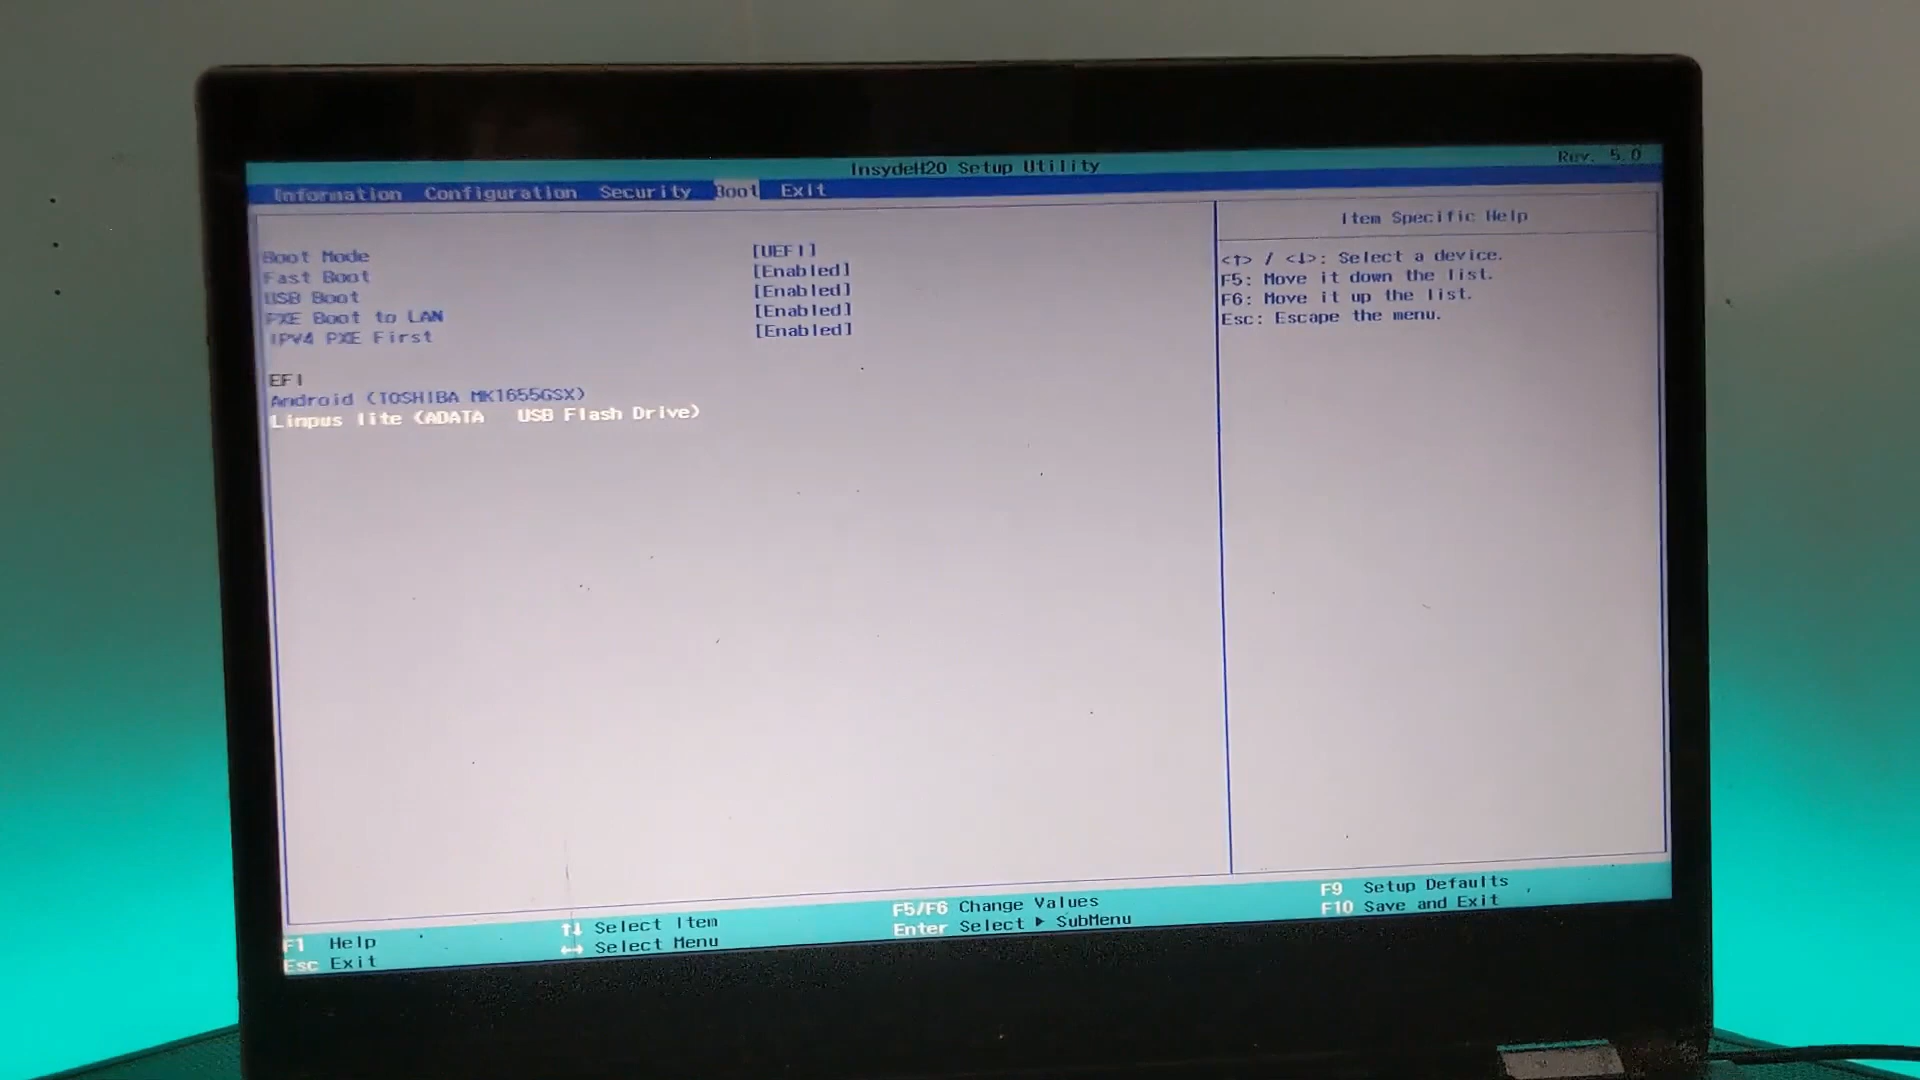 InsydeH20 Setup Utility
Rev. 5.0
Information Configuration Security Boot Exit
Item Specific Help
Boot Mode [UEFI]
Fast Boot [Enabled]
USB Boot [Enabled]
PXE Boot to LAN [Enabled]
IPV4 PXE First [Enabled]
EFI
Android (TOSHIBA MK1655GSX)
Linpus lite (ADATA USB Flash Drive)
<↑> / <↓>: Select a device.
F5: Move it down the list.
F6: Move it up the list.
Esc: Escape the menu.
F1 Help
Esc Exit
↑↓ Select Item
↔ Select Menu
F5/F6 Change Values
Enter Select ▶ SubMenu
F9 Setup Defaults
F10 Save and Exit